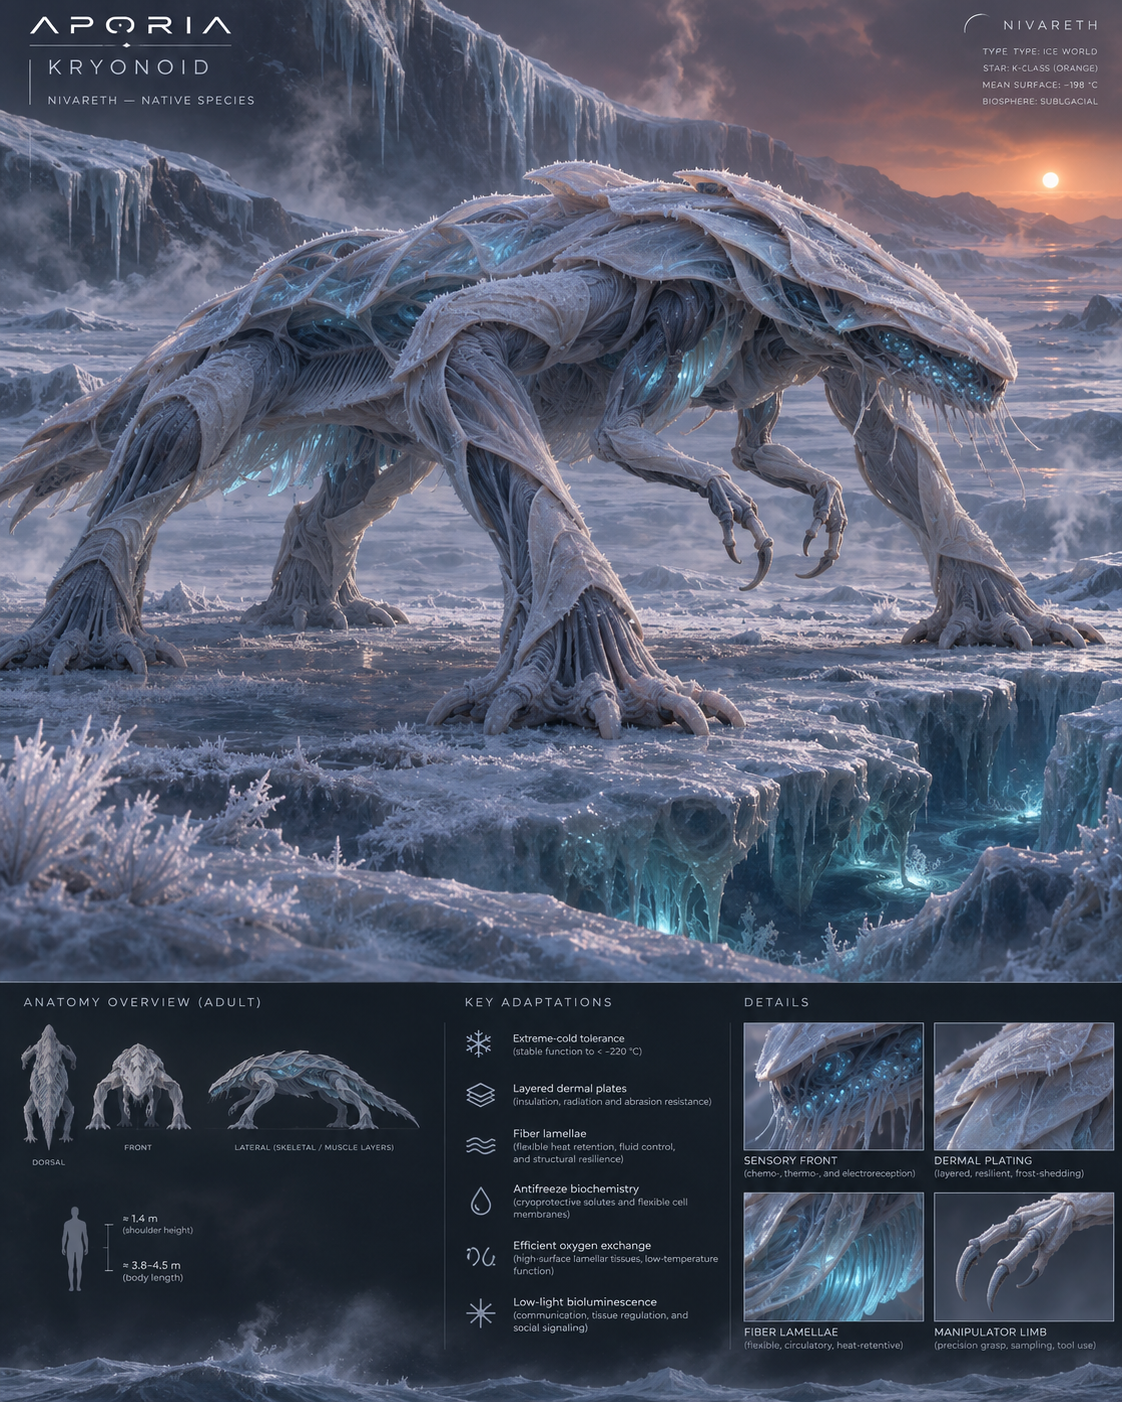 APORIA
KRYONOID
NIVARETH — NATIVE SPECIES
NIVARETH
TYPE TYPE: ICE WORLD
STAR: K-CLASS (ORANGE)
MEAN SURFACE: –198 °C
BIOSPHERE: SUBLGACIAL
ANATOMY OVERVIEW (ADULT)
DORSAL
FRONT
LATERAL (SKELETAL / MUSCLE LAYERS)
≈ 1.4 m
(shoulder height)
≈ 3.8–4.5 m
(body length)
KEY ADAPTATIONS
Extreme-cold tolerance
(stable function to < –220 °C)
Layered dermal plates
(insulation, radiation and abrasion resistance)
Fiber lamellae
(flexible heat retention, fluid control,
and structural resilience)
Antifreeze biochemistry
(cryoprotective solutes and flexible cell
membranes)
Efficient oxygen exchange
(high-surface lamellar tissues, low-temperature
function)
Low-light bioluminescence
(communication, tissue regulation, and
social signaling)
DETAILS
SENSORY FRONT
(chemo-, thermo-, and electroreception)
DERMAL PLATING
(layered, resilient, frost-shedding)
FIBER LAMELLAE
(flexible, circulatory, heat-retentive)
MANIPULATOR LIMB
(precision grasp, sampling, tool use)